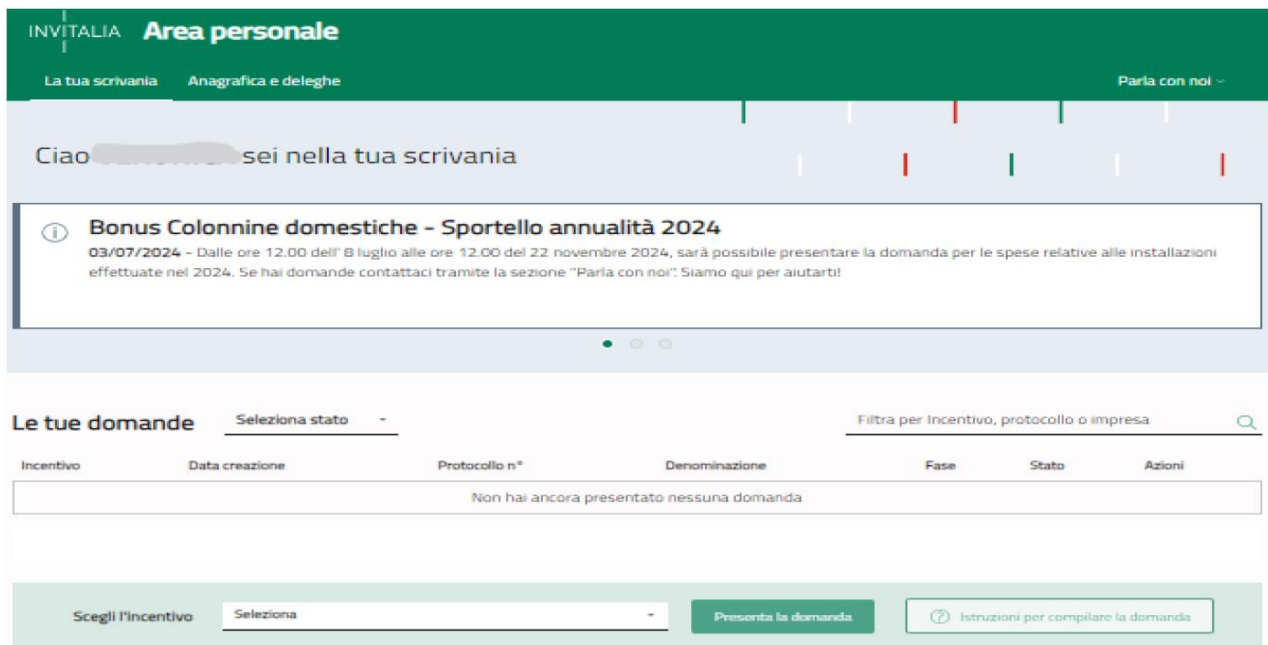 INVITALIA Area personale
La tua scrivania Anagrafica e deleghe Parla con noi
Ciao sei nella tua scrivania
Bonus Colonnine domestiche - Sportello annualità 2024
03/07/2024 - Dalle ore 12.00 dell' 8 luglio alle ore 12.00 del 22 novembre 2024, sarà possibile presentare la domanda per le spese relative alle installazioni
effettuate nel 2024. Se hai domande contattaci tramite la sezione "Parla con noi". Siamo qui per aiutarti!
Le tue domande Seleziona stato Filtra per Incentivo, protocollo o impresa
Incentivo Data creazione Protocollo n° Denominazione Fase Stato Azioni
Non hai ancora presentato nessuna domanda
Scegli l'incentivo Seleziona Presenta la domanda Istruzioni per compilare la domanda